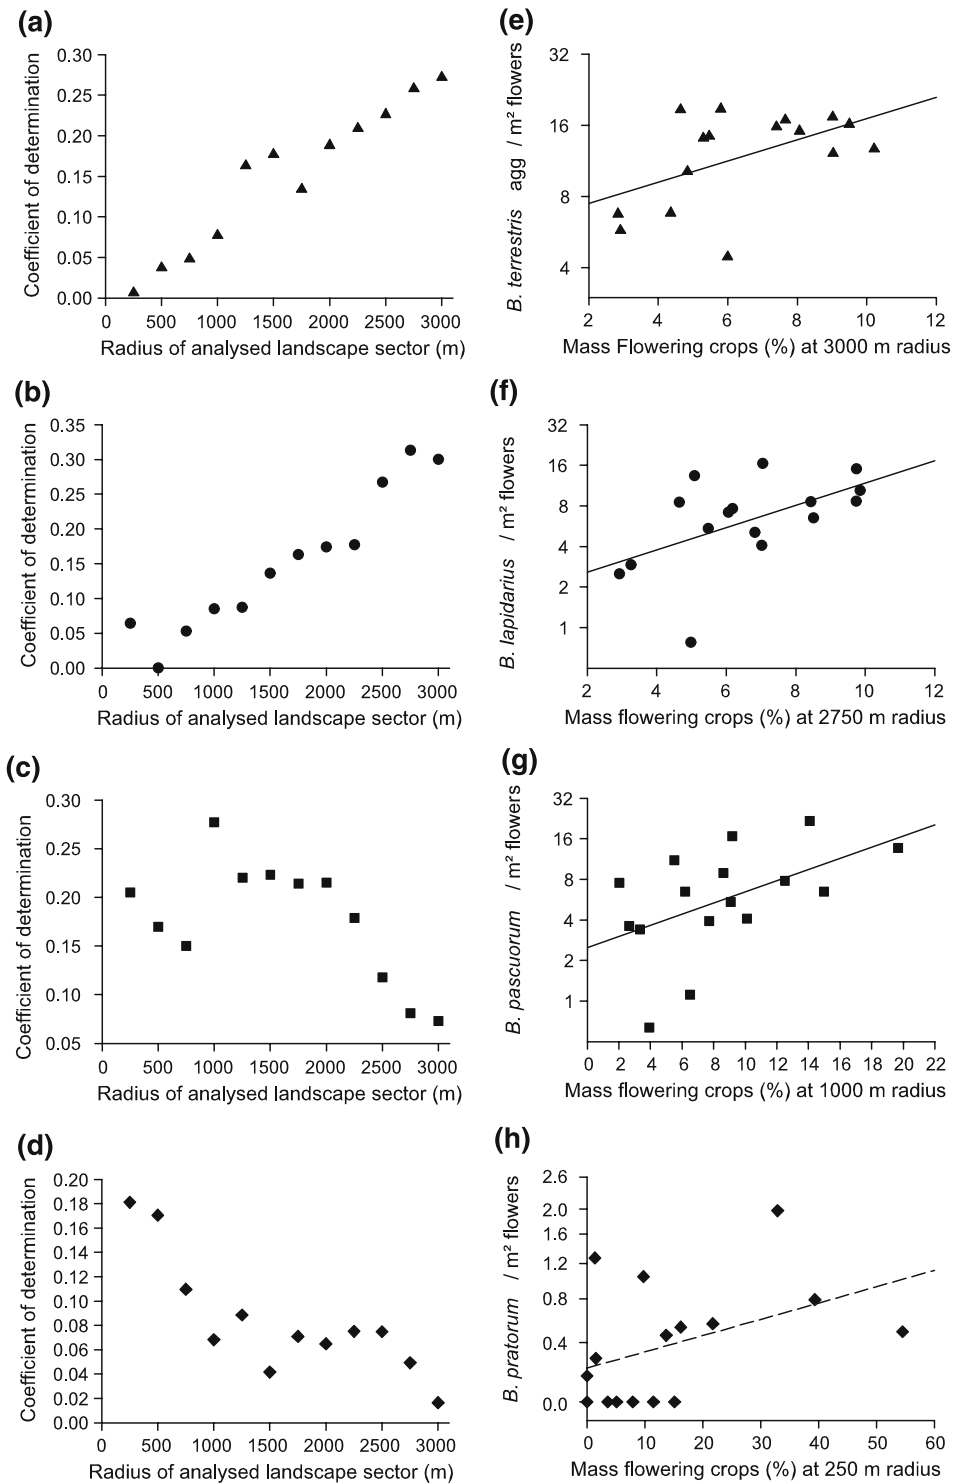 (a)
Coefficient of determination
0.30
0.25
0.20
0.15
0.10
0.05
0.00
0 500 1000 1500 2000 2500 3000
Radius of analysed landscape sector (m)
(e)
B. terrestris agg / m² flowers
32
16
8
4
2 4 6 8 10 12
Mass Flowering crops (%) at 3000 m radius
(b)
Coefficient of determination
0.35
0.30
0.25
0.20
0.15
0.10
0.05
0.00
0 500 1000 1500 2000 2500 3000
Radius of analysed landscape sector (m)
(f)
B. lapidarius / m² flowers
32
16
8
4
2
1
2 4 6 8 10 12
Mass flowering crops (%) at 2750 m radius
(c)
Coefficient of determination
0.30
0.25
0.20
0.15
0.10
0.05
0 500 1000 1500 2000 2500 3000
Radius of analysed landscape sector (m)
(g)
B. pascuorum / m² flowers
32
16
8
4
2
1
0 2 4 6 8 10 12 14 16 18 20 22
Mass flowering crops (%) at 1000 m radius
(d)
Coefficient of determination
0.20
0.18
0.16
0.14
0.12
0.10
0.08
0.06
0.04
0.02
0.00
0 500 1000 1500 2000 2500 3000
Radius of analysed landscape sector (m)
(h)
B. pratorum / m² flowers
2.6
2.0
1.6
1.2
0.8
0.4
0.0
0 10 20 30 40 50 60
Mass flowering crops (%) at 250 m radius